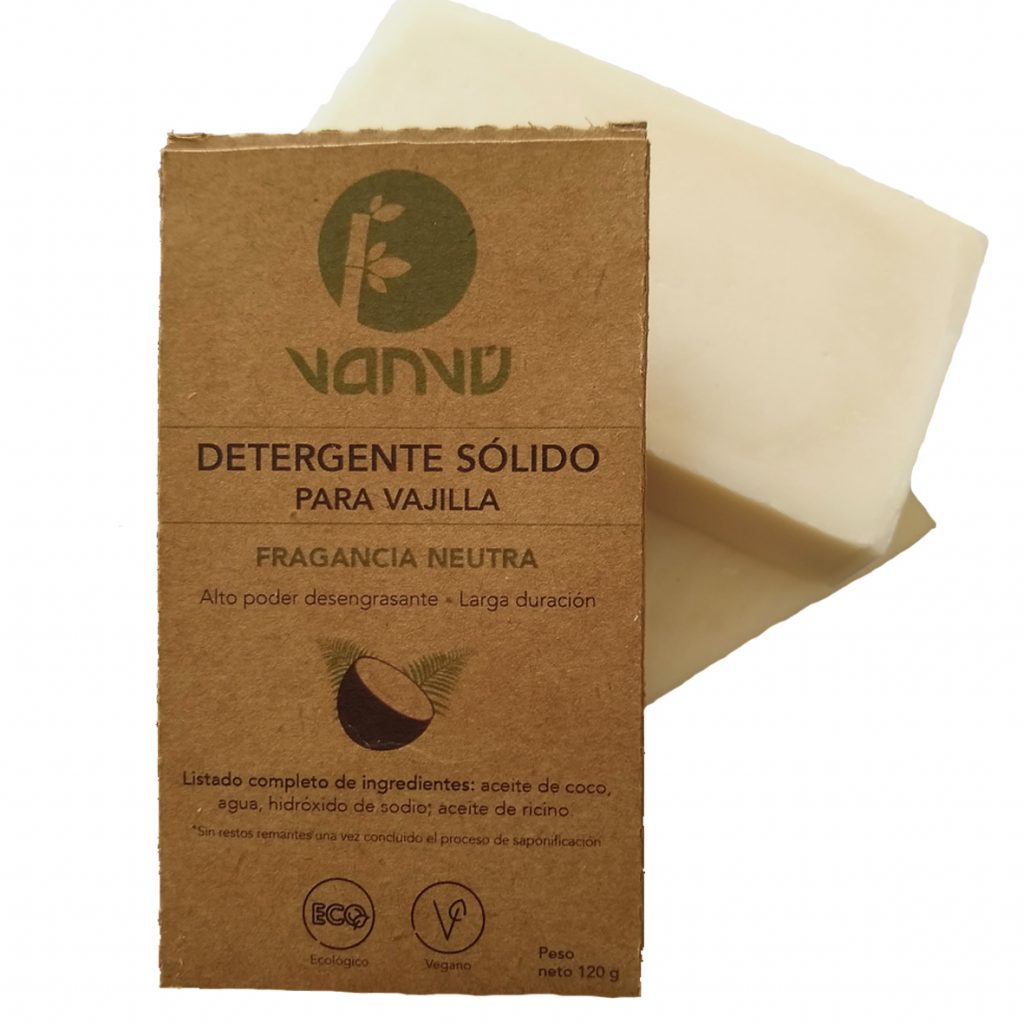 vanvú
DETERGENTE SÓLIDO
PARA VAJILLA
FRAGANCIA NEUTRA
Alto poder desengrasante • Larga duración
Listado completo de ingredientes: aceite de coco,
agua, hidróxido de sodio; aceite de ricino.
*Sin restos remantes una vez concluido el proceso de saponificación
ECO
Ecológico
V
Vegano
Peso
neto 120 g